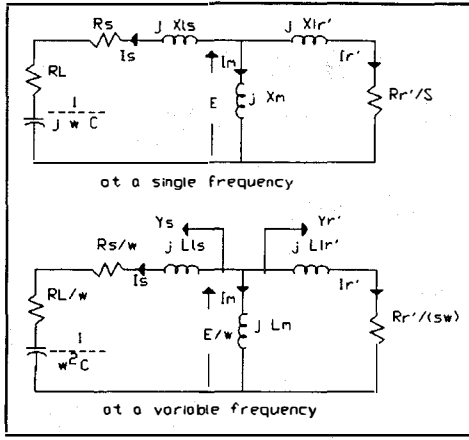 Rs
j Xls
j Xlr'
Is
Im
Ir'
RL
1
j w C
E
j Xm
Rr'/S
at a single frequency
Ys
Yr'
Rs/w
j Lls
j Llr'
Is
Im
Ir'
RL/w
1
w²C
E/w
j Lm
Rr'/(sw)
at a variable frequency